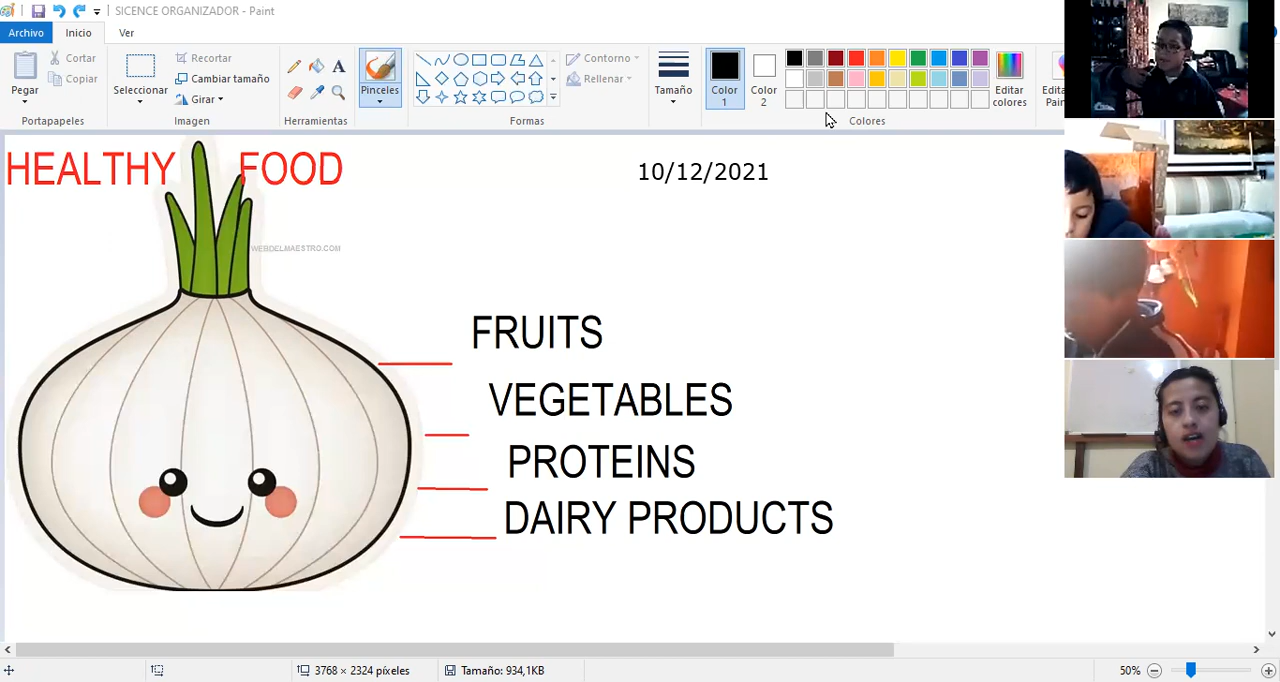 SICENCE ORGANIZADOR - Paint
Archivo Inicio Ver
Pegar
Cortar
Copiar
Portapapeles
Seleccionar
Recortar
Cambiar tamaño
Girar
Imagen
Herramientas
Pinceles
Contorno
Rellenar
Formas
Tamaño
Color 1
Color 2
Editar colores
Colores
HEALTHY FOOD
10/12/2021
WEBDELMAESTRO.COM
FRUITS
VEGETABLES
PROTEINS
DAIRY PRODUCTS
3768 × 2324 píxeles
Tamaño: 934,1KB
50%